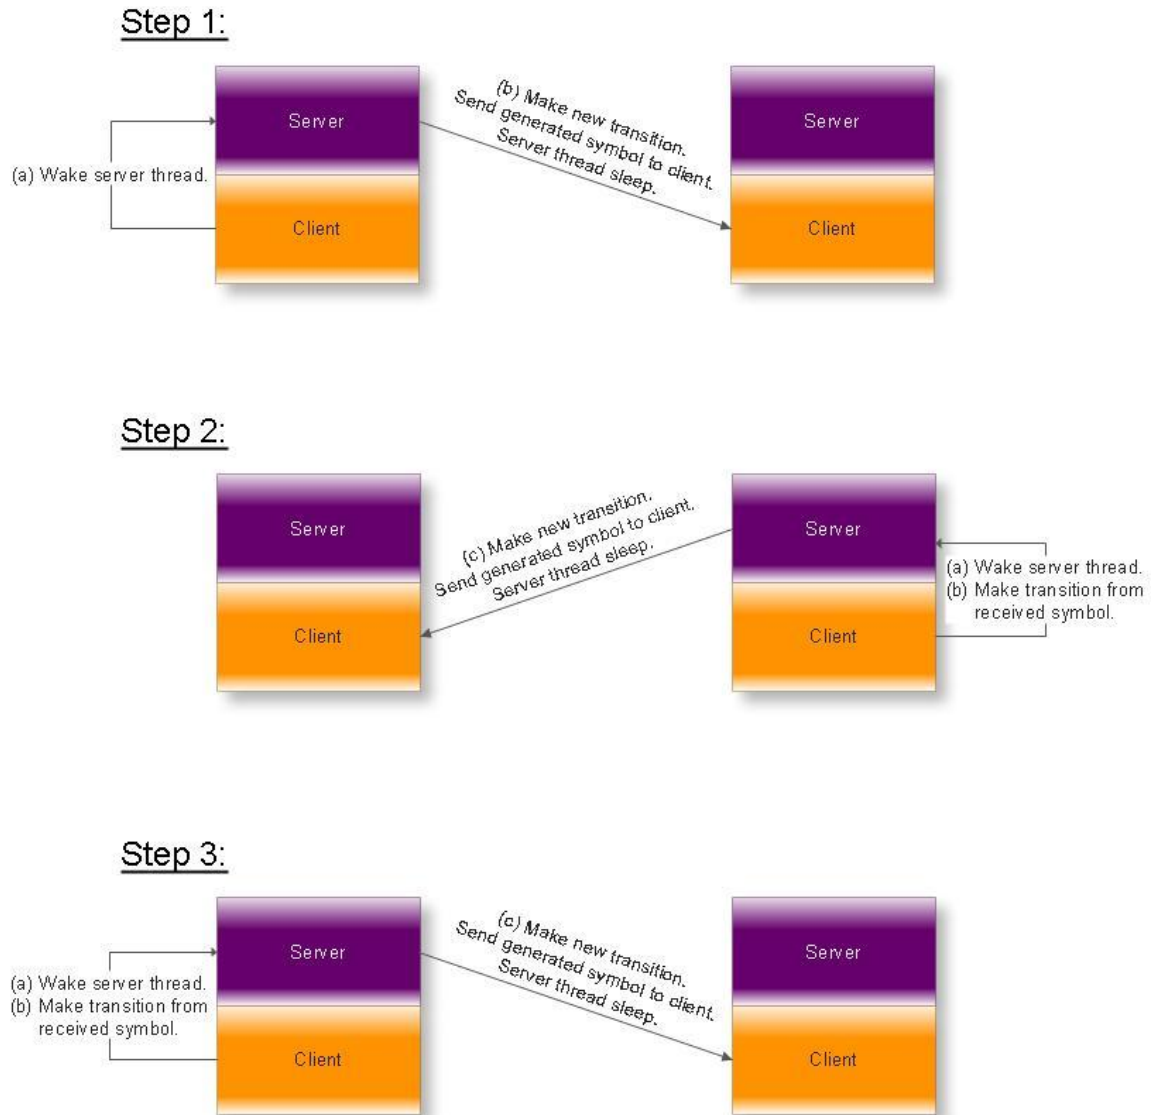 Step 1:
Server
(b) Make new transition.
Send generated symbol to client.
Server thread sleep.
Server
(a) Wake server thread.
Client
Client
Step 2:
Server
(c) Make new transition.
Send generated symbol to client.
Server thread sleep.
Server
(a) Wake server thread.
(b) Make transition from
received symbol.
Client
Client
Step 3:
Server
(c) Make new transition.
Send generated symbol to client.
Server thread sleep.
Server
(a) Wake server thread.
(b) Make transition from
received symbol.
Client
Client